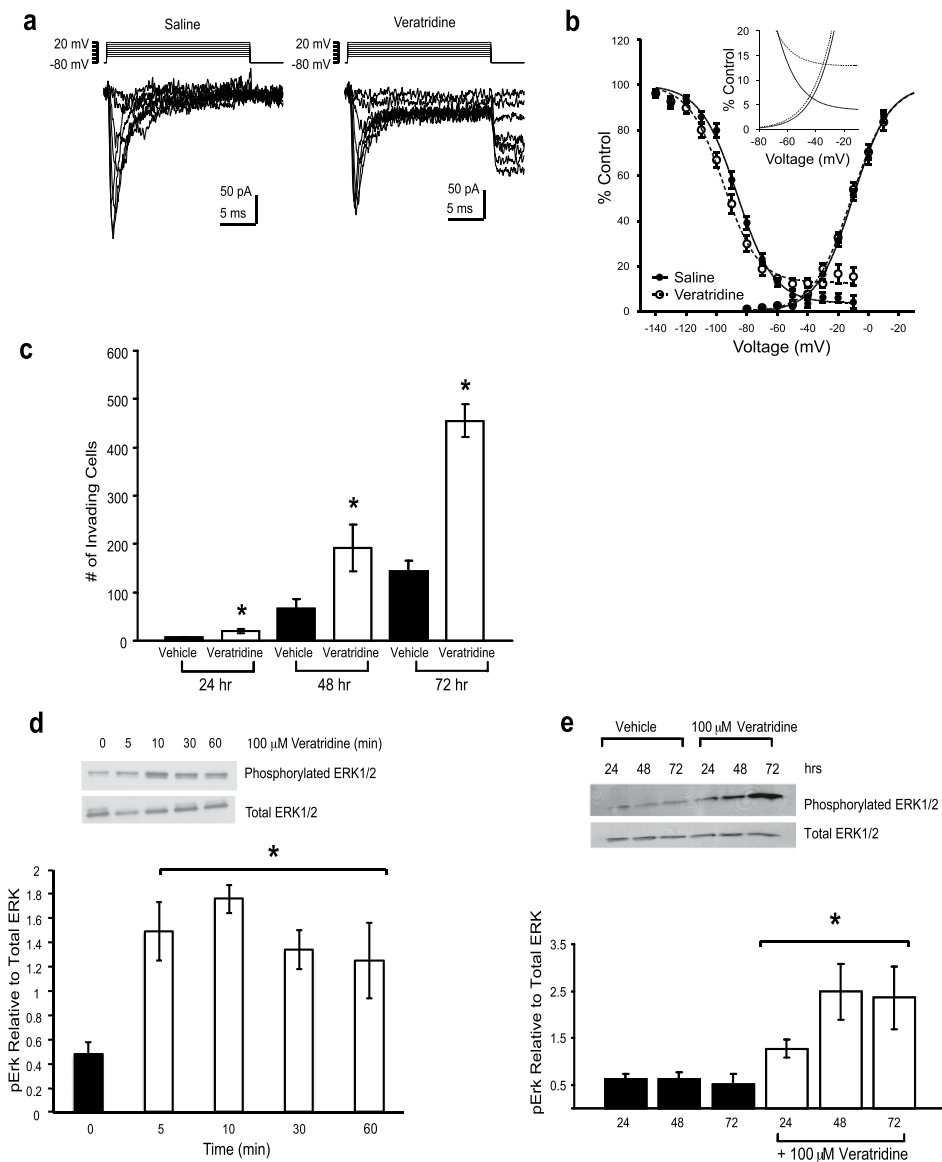 a
Saline
Veratridine
20 mV
-80 mV
20 mV
-80 mV
50 pA
5 ms
50 pA
5 ms
b
120
100
80
60
40
20
0
% Control
-140 -120 -100 -80 -60 -40 -20 -0 -20
Voltage (mV)
Saline
Veratridine
20
15
10
5
0
% Control
-80 -60 -40 -20
Voltage (mV)
c
600
500
400
300
200
100
0
# of Invading Cells
*
*
*
Vehicle Veratridine Vehicle Veratridine Vehicle Veratridine
24 hr 48 hr 72 hr
d
0 5 10 30 60 100 µM Veratridine (min)
Phosphorylated ERK1/2
Total ERK1/2
*
2
1.8
1.6
1.4
1.2
1
0.8
0.6
0.4
0.2
0
pErk Relative to Total ERK
0 5 10 30 60
Time (min)
e
Vehicle 100 µM Veratridine
24 48 72 24 48 72 hrs
Phosphorylated ERK1/2
Total ERK1/2
*
3.5
2.5
1.5
0.5
pErk Relative to Total ERK
24 48 72 24 48 72
+ 100 µM Veratridine